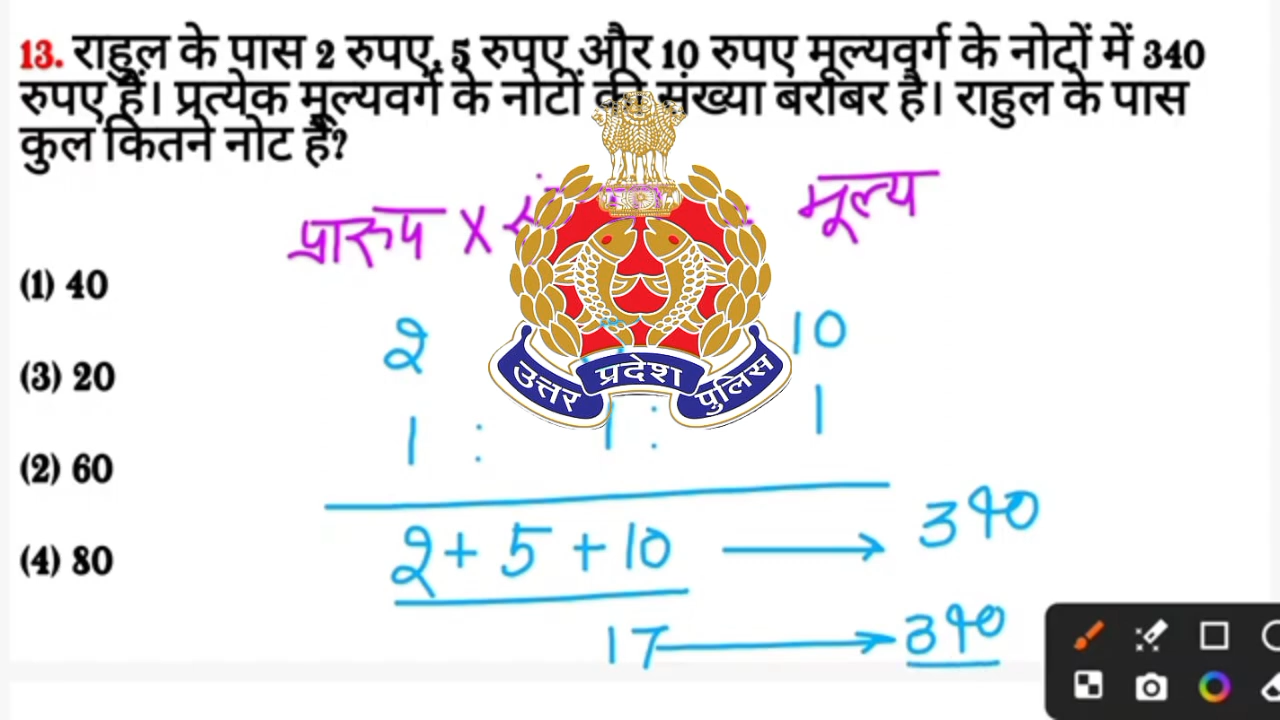 13. राहुल के पास 2 रुपए, 5 रुपए और 10 रुपए मूल्यवर्ग के नोटों में 340
रुपए हैं। प्रत्येक मूल्यवर्ग के नोटों की संख्या बराबर है। राहुल के पास
कुल कितने नोट हैं?
प्रारूप X मूल्य
(1) 40
2 10
उत्तर प्रदेश पुलिस
(3) 20
1 : 1 : 1
(2) 60
2 + 5 + 10 → 340
(4) 80
17 → 340